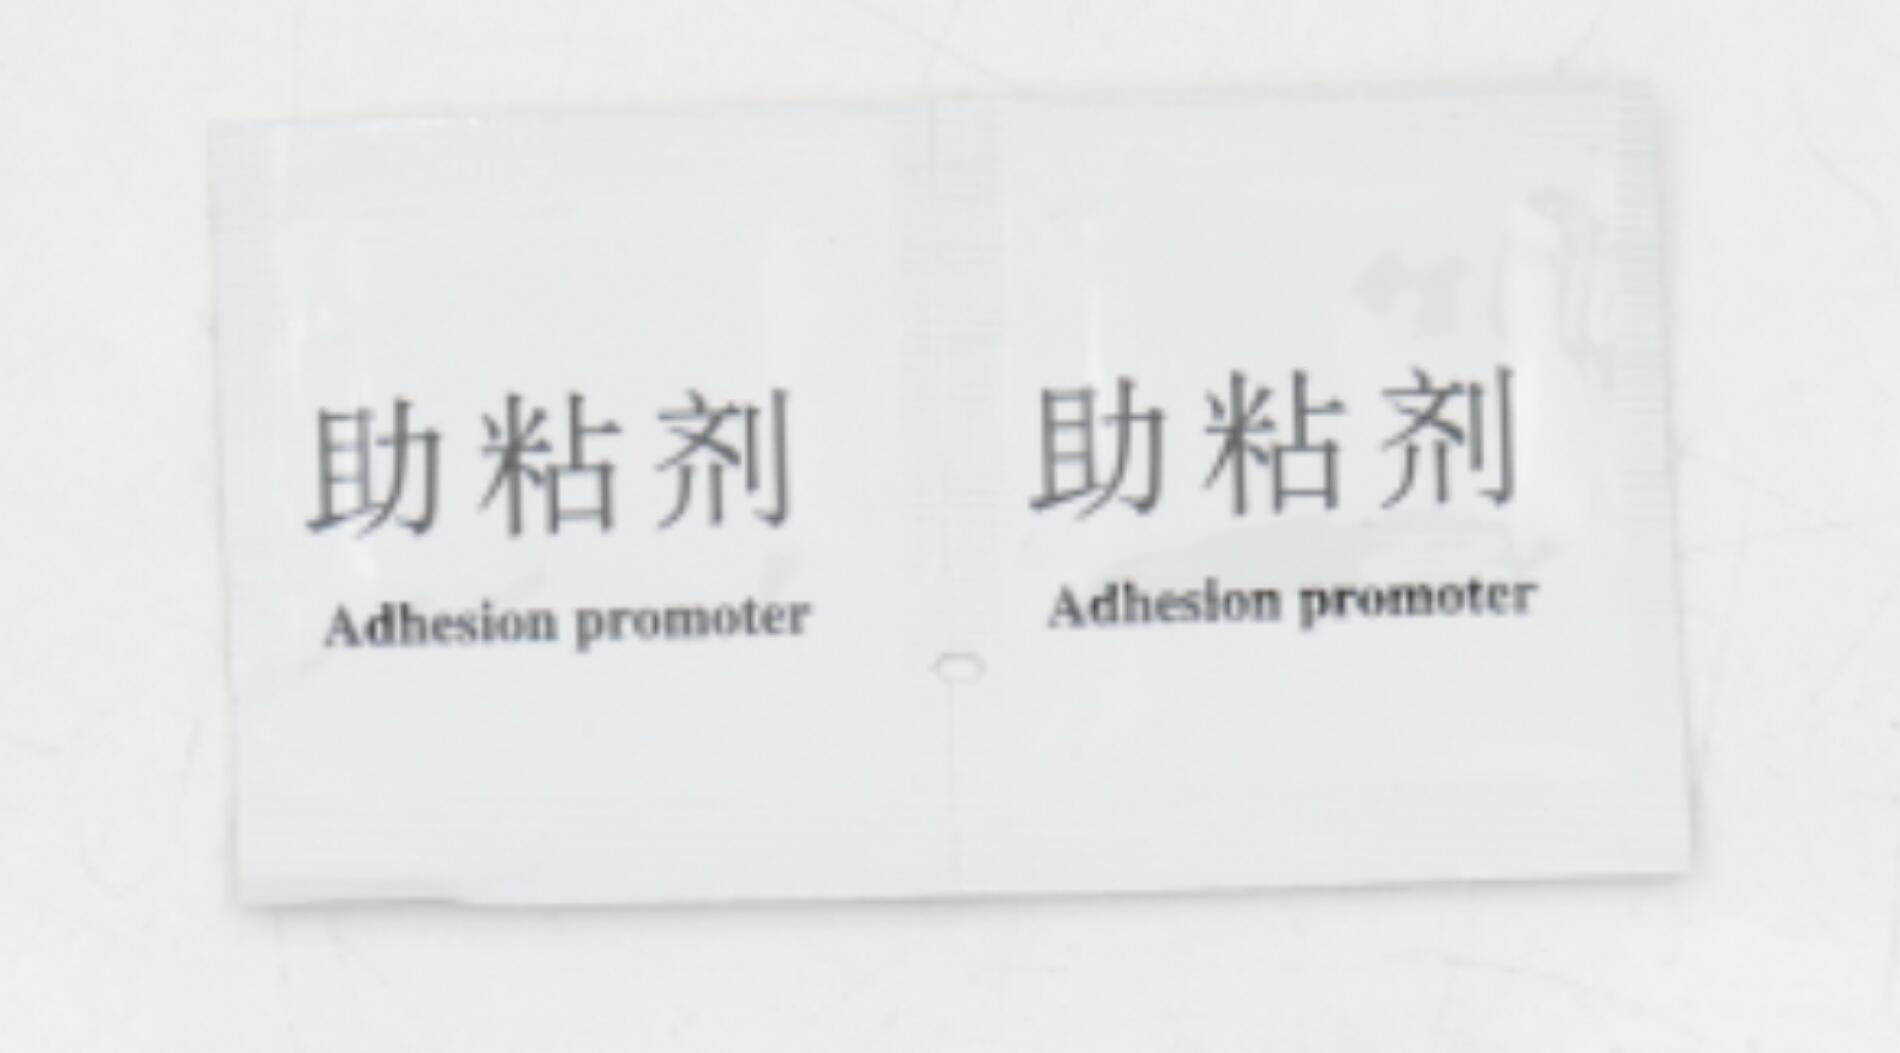 助粘剂
Adhesion promoter
助粘剂
Adhesion promoter